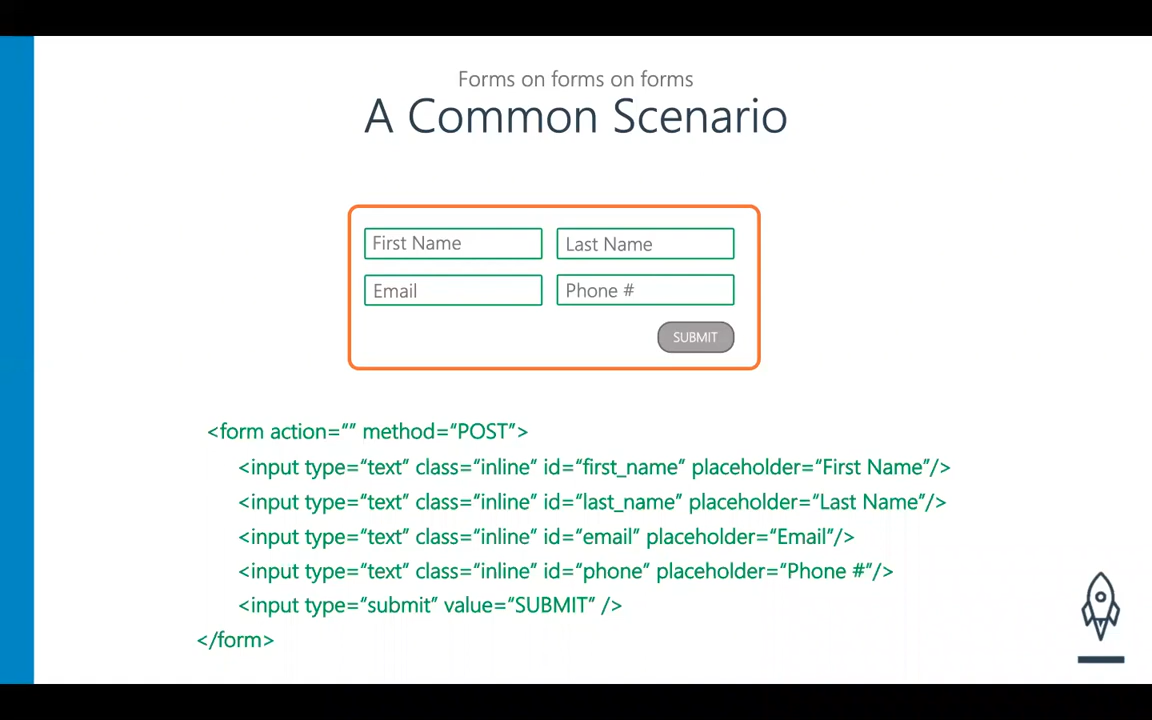 Forms on forms on forms
A Common Scenario
First Name
Last Name
Email
Phone #
SUBMIT
<form action=“” method=“POST”>
<input type=“text” class=“inline” id=“first_name” placeholder=“First Name”/>
<input type=“text” class=“inline” id=“last_name” placeholder=“Last Name”/>
<input type=“text” class=“inline” id=“email” placeholder=“Email”/>
<input type=“text” class=“inline” id=“phone” placeholder=“Phone #”/>
<input type=“submit” value=“SUBMIT” />
</form>